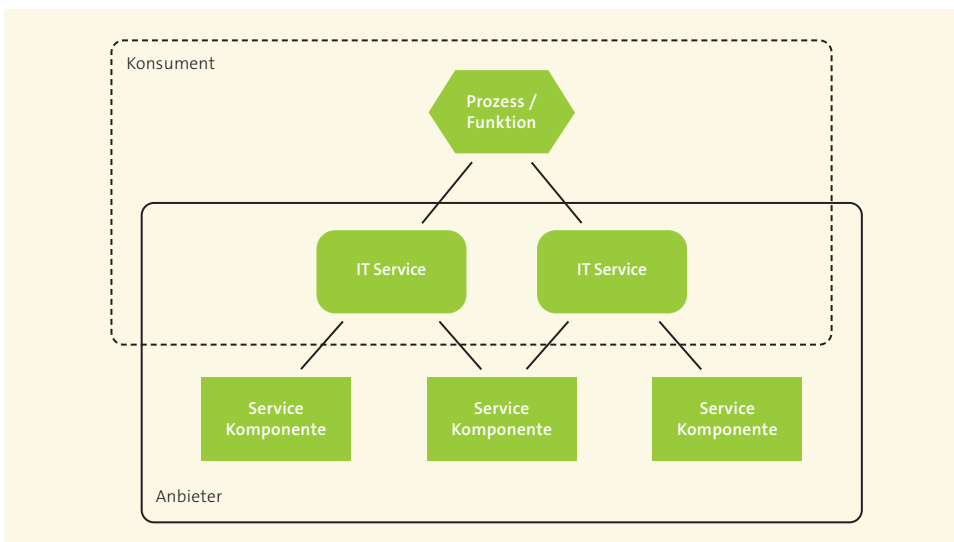 Konsument
Prozess /
Funktion
IT Service
IT Service
Service
Komponente
Service
Komponente
Service
Komponente
Anbieter